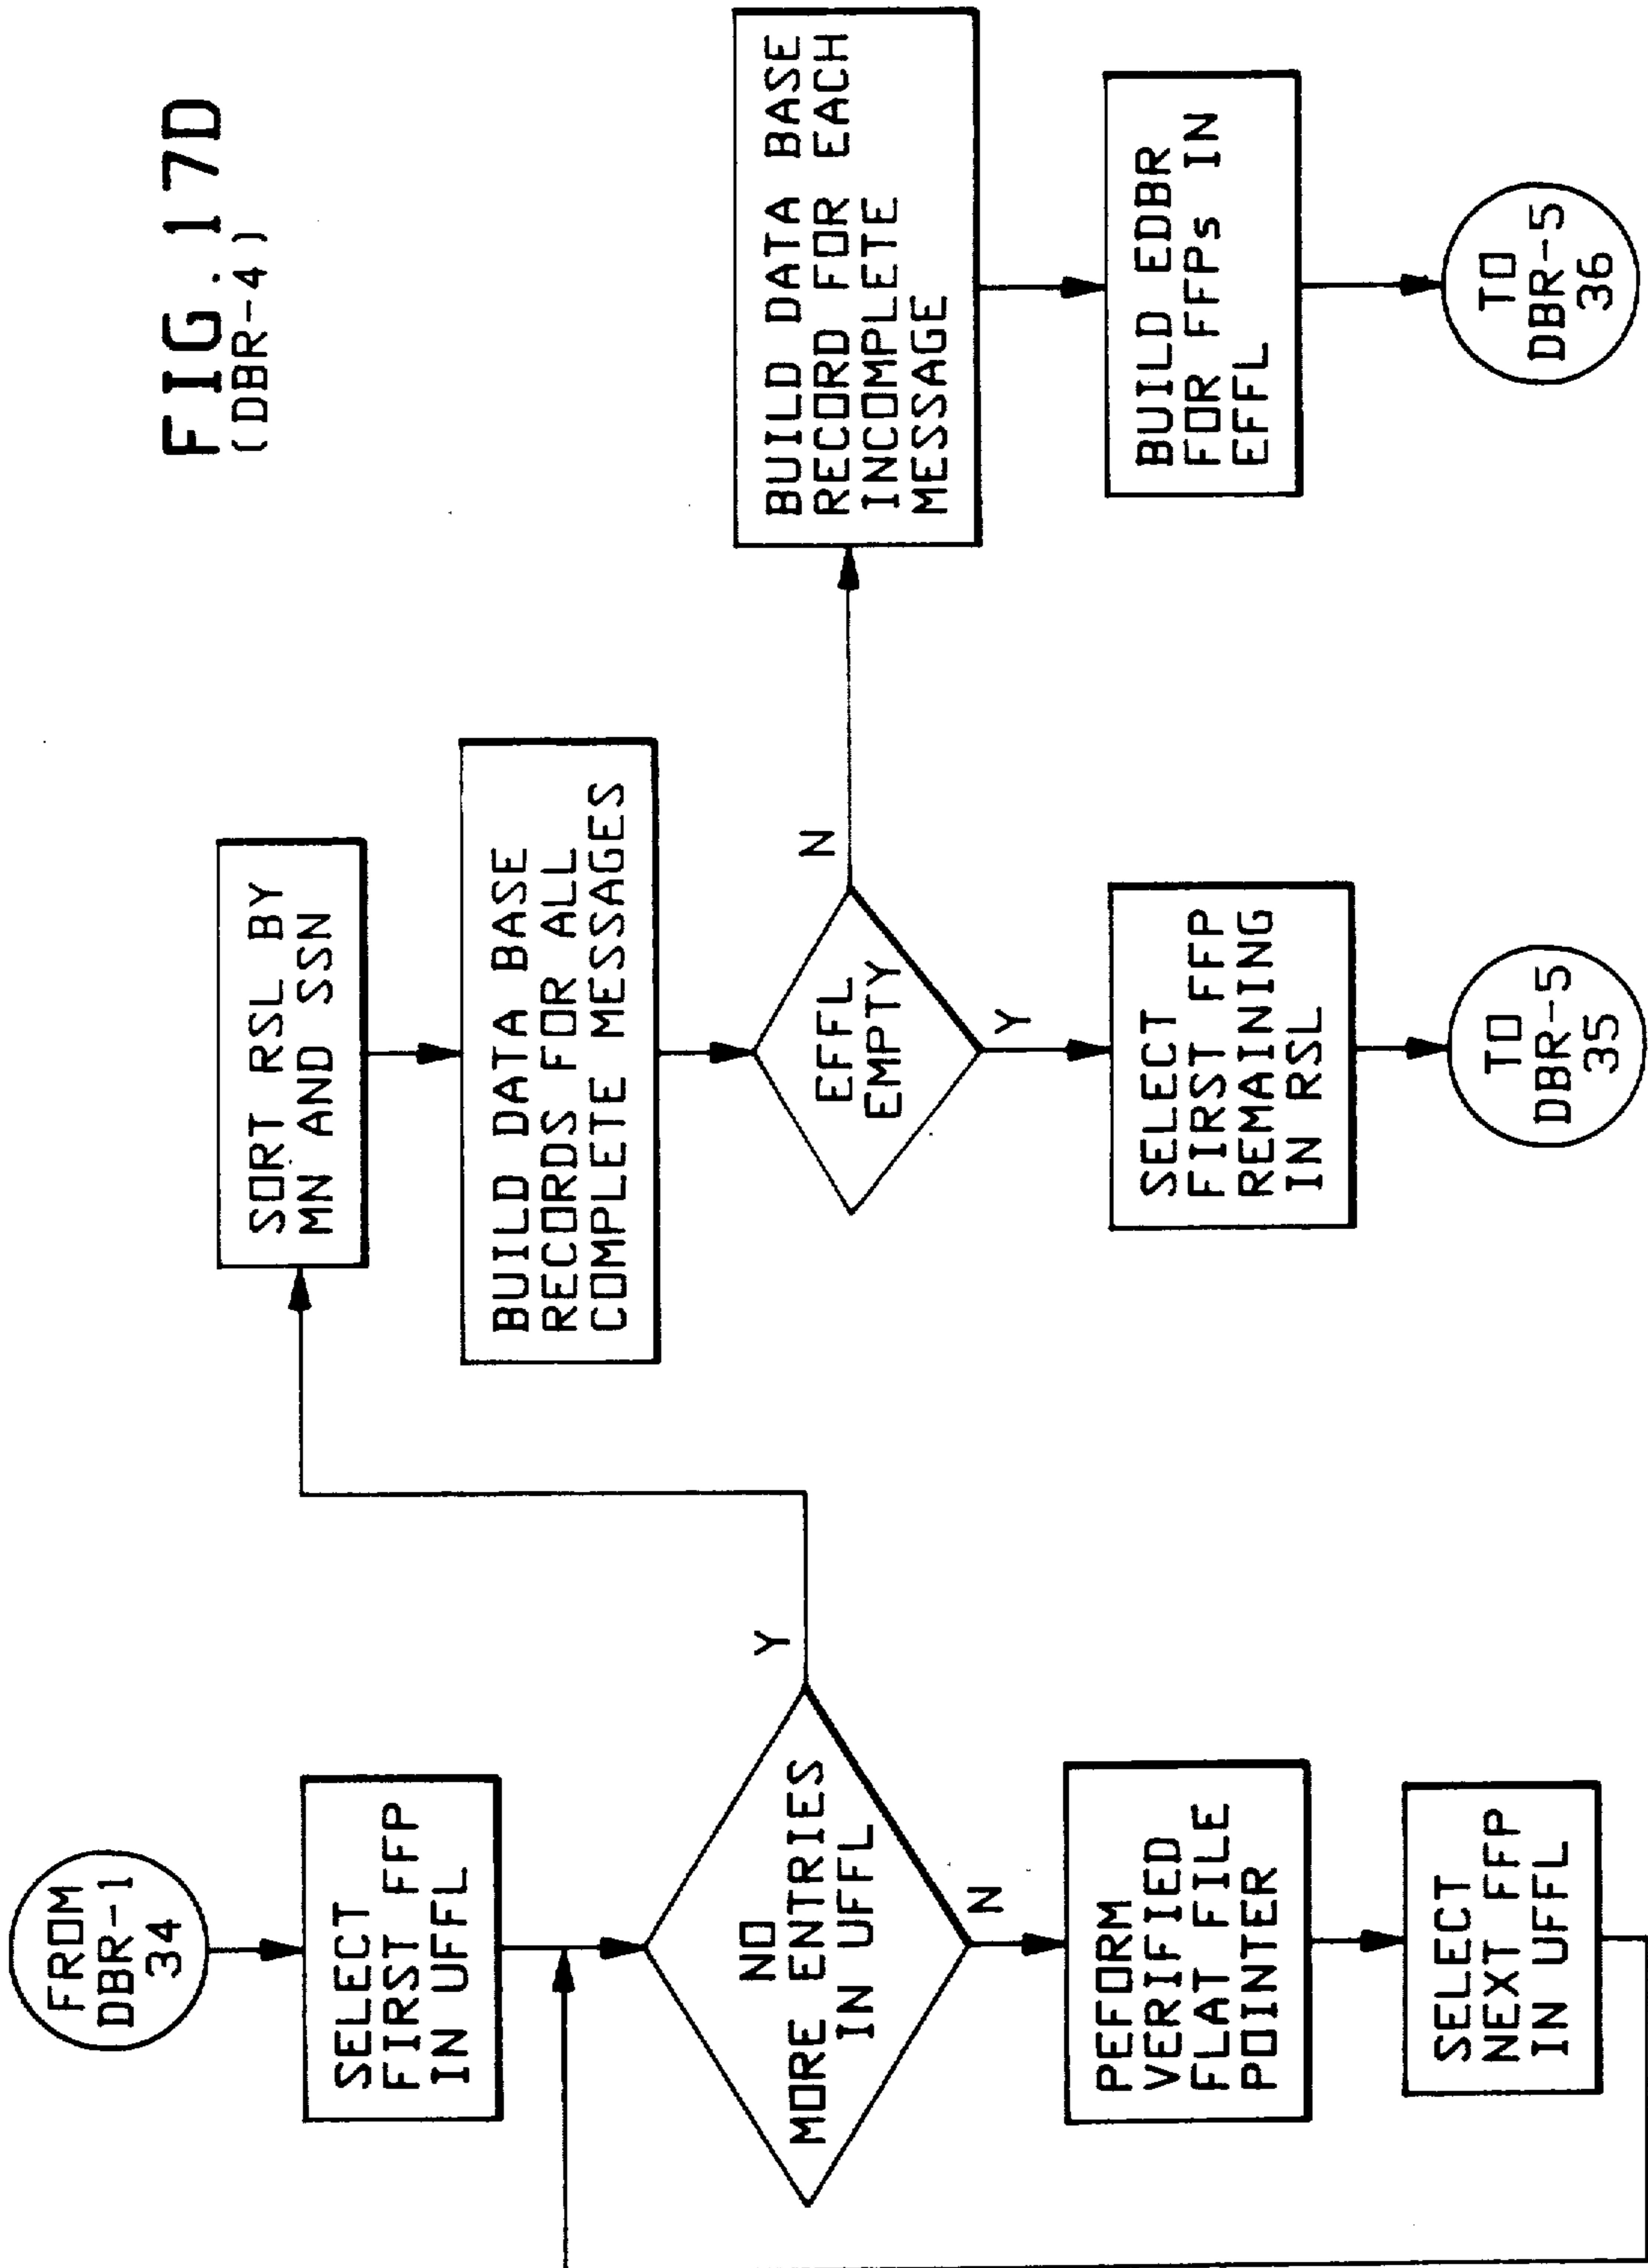 FIG. 17D
(DBR-4)
FROM
DBR-1
34
SELECT
FIRST FFP
IN UFFL
NO
MORE ENTRIES
IN UFFL
Y
N
PEFORM
VERIFIED
FLAT FILE
POINTER
SELECT
NEXT FFP
IN UFFL
SORT RSL BY
MN AND SSN
BUILD DATA BASE
RECORDS FOR ALL
COMPLETE MESSAGES
EFFL
EMPTY
N
Y
SELECT
FIRST FFP
REMAINING
IN RSL
TO
DBR-5
35
BUILD DATA BASE
RECORD FOR EACH
INCOMPLETE
MESSAGE
BUILD EDBR
FOR FFPs IN
EFFL
TO
DBR-5
36